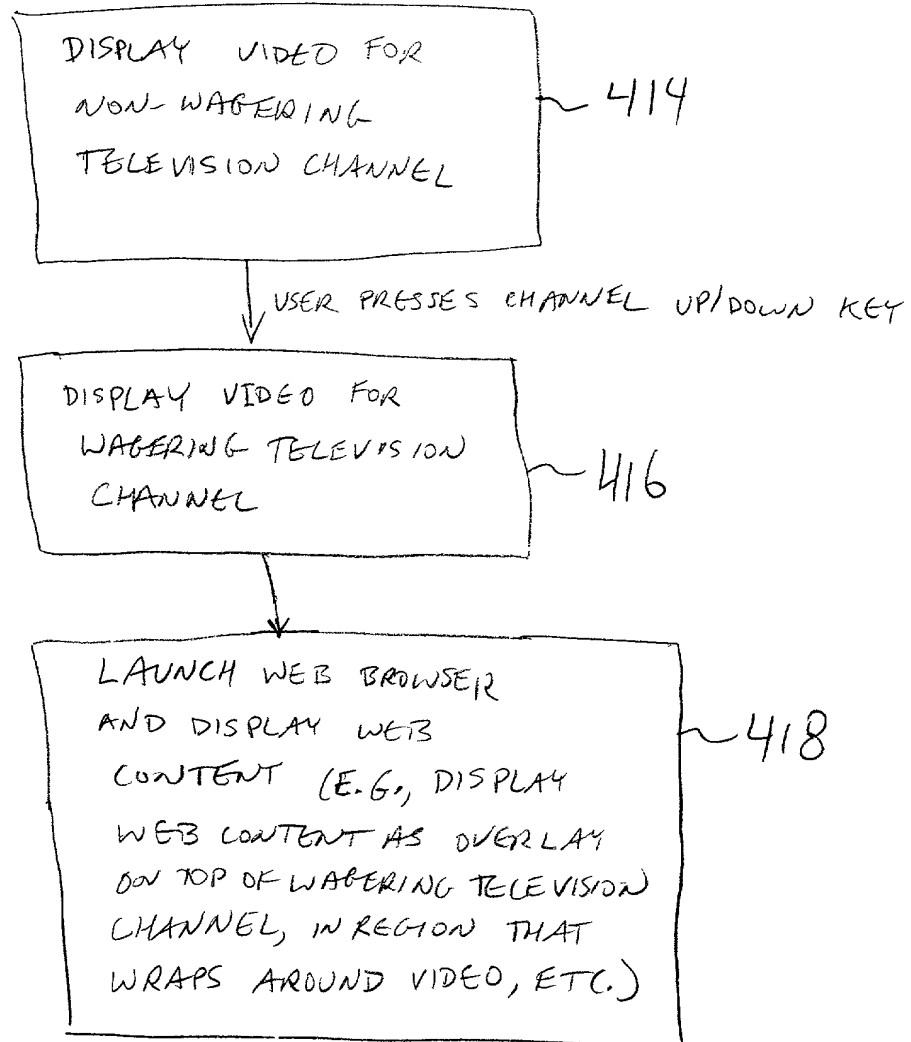 DISPLAY VIDEO FOR
NON-WAGERING
TELEVISION CHANNEL
414
USER PRESSES CHANNEL UP/DOWN KEY
DISPLAY VIDEO FOR
WAGERING TELEVISION
CHANNEL
416
LAUNCH WEB BROWSER
AND DISPLAY WEB
CONTENT (E.G., DISPLAY
WEB CONTENT AS OVERLAY
ON TOP OF WAGERING TELEVISION
CHANNEL, IN REGION THAT
WRAPS AROUND VIDEO, ETC.)
418